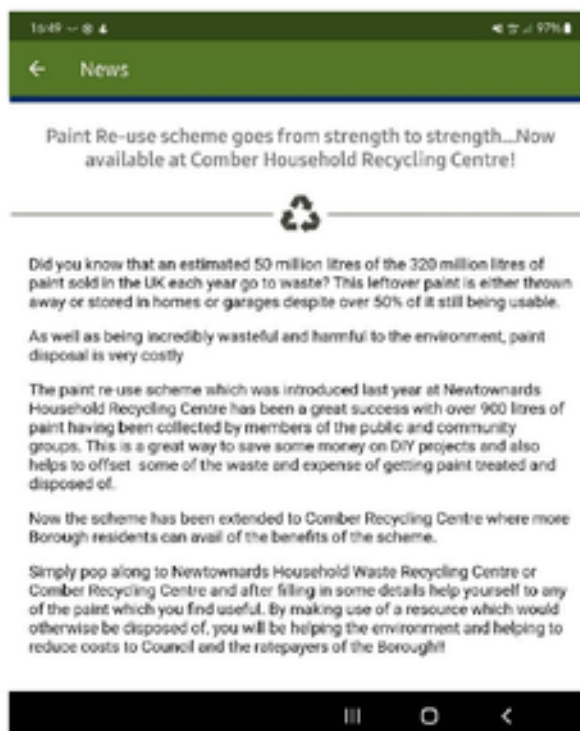 16:49
97%
News
Paint Re-use scheme goes from strength to strength...Now
available at Comber Household Recycling Centre!
Did you know that an estimated 50 million litres of the 320 million litres of
paint sold in the UK each year go to waste? This leftover paint is either thrown
away or stored in homes or garages despite over 50% of it still being usable.
As well as being incredibly wasteful and harmful to the environment, paint
disposal is very costly
The paint re-use scheme which was introduced last year at Newtownards
Household Recycling Centre has been a great success with over 900 litres of
paint having been collected by members of the public and community
groups. This is a great way to save some money on DIY projects and also
helps to offset some of the waste and expense of getting paint treated and
disposed of.
Now the scheme has been extended to Comber Recycling Centre where more
Borough residents can avail of the benefits of the scheme.
Simply pop along to Newtownards Household Waste Recycling Centre or
Comber Recycling Centre and after filling in some details help yourself to any
of the paint which you find useful. By making use of a resource which would
otherwise be disposed of, you will be helping the environment and helping to
reduce costs to Council and the ratepayers of the Borough!!